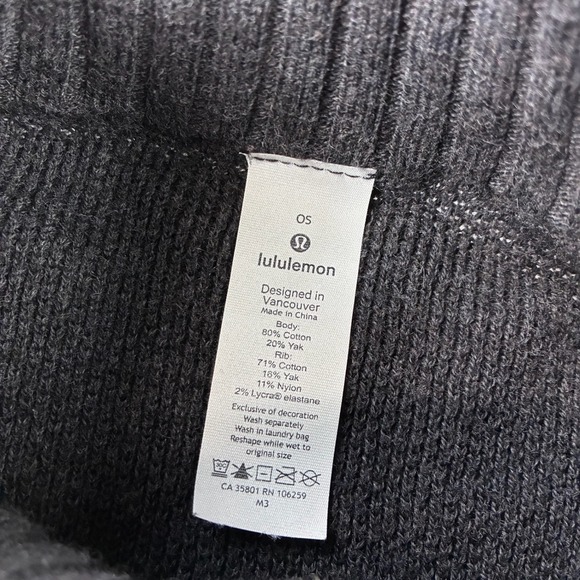 OS
lululemon
Designed in
Vancouver
Made in China
Body:
80% Cotton
20% Yak
Rib:
71% Cotton
16% Yak
11% Nylon
2% Lycra® elastane
Exclusive of decoration
Wash separately
Wash in laundry bag
Reshape while wet to
original size
30C
CA 35801 RN 106259
M3